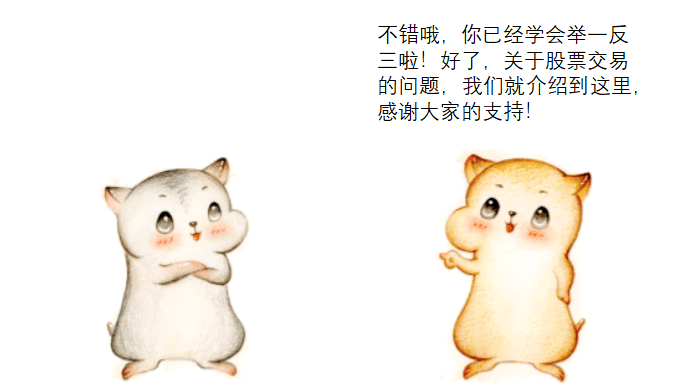 不错哦，你已经学会举一反
三啦！好了，关于股票交易
的问题，我们就介绍到这里，
感谢大家的支持！